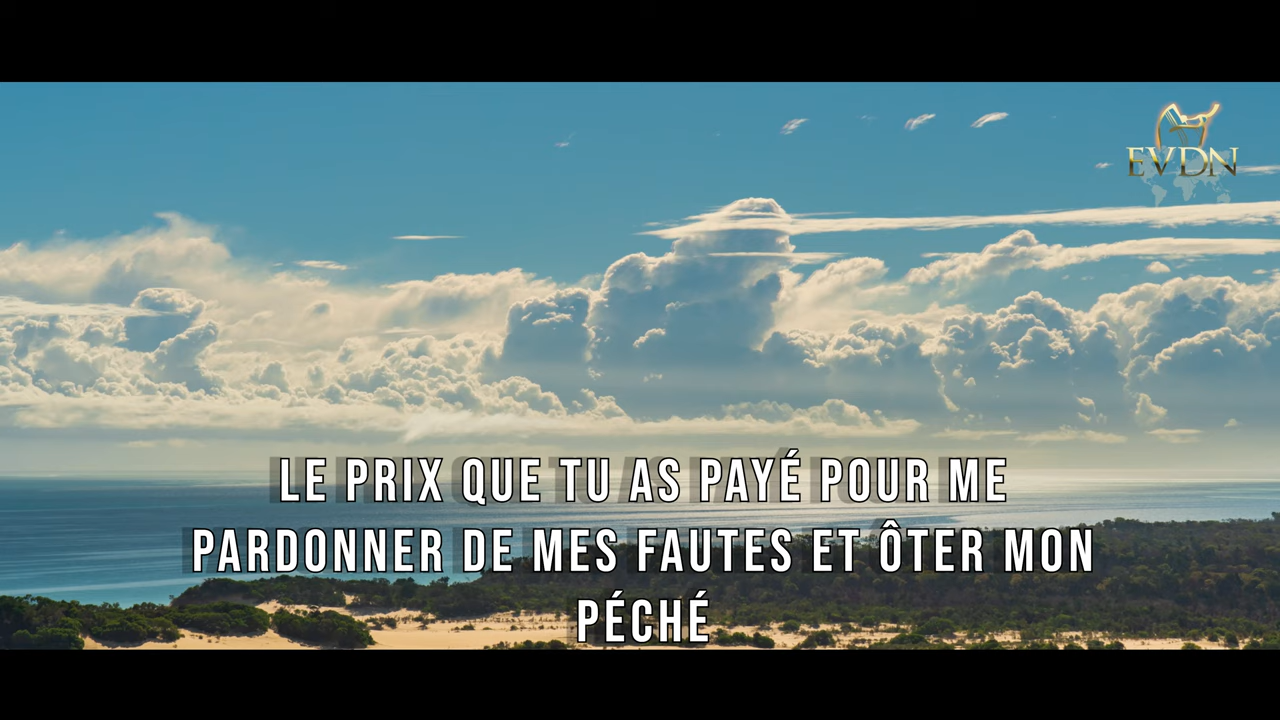 EVDN
LE PRIX QUE TU AS PAYÉ POUR ME
PARDONNER DE MES FAUTES ET ÔTER MON
PÉCHÉ